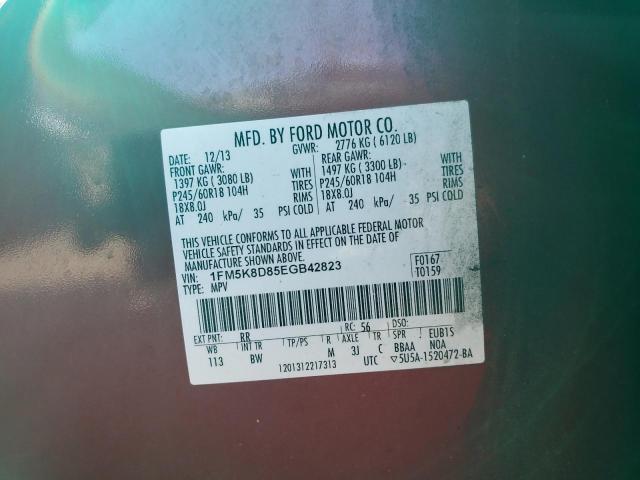 MFD. BY FORD MOTOR CO.
DATE: 12/13 GVWR: 2776 KG ( 6120 LB)
FRONT GAWR: REAR GAWR:
1397 KG ( 3080 LB) WITH 1497 KG ( 3300 LB) WITH
P245/60R18 104H TIRES P245/60R18 104H TIRES
18X8.0J RIMS 18X8.0J RIMS
AT 240 kPa/ 35 PSI COLD AT 240 kPa/ 35 PSI COLD
THIS VEHICLE CONFORMS TO ALL APPLICABLE FEDERAL MOTOR
VEHICLE SAFETY STANDARDS IN EFFECT ON THE DATE OF
MANUFACTURE SHOWN ABOVE.
VIN: 1FM5K8D85EGB42823 F0167
TYPE: MPV T0159
EXT PNT: RR RC: 56 DSO:
WB INT TR TP/PS R AXLE TR SPR EUB1S
113 BW M 3J C BBAA NOA
1201312217313 UTC ▽5U5A-1520472-BA